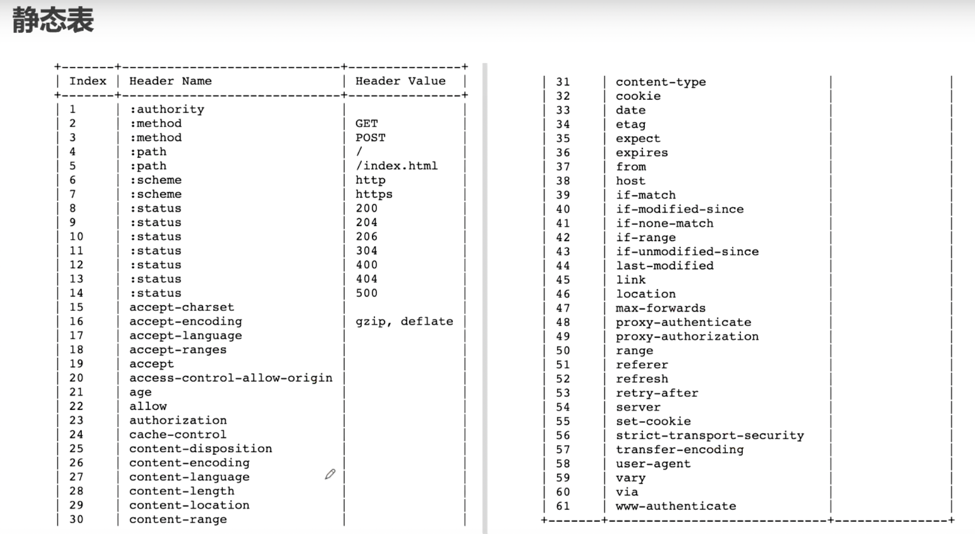 静态表
+-------+-----------------------------+---------------+
| Index | Header Name | Header Value |
+-------+-----------------------------+---------------+
| 1 | :authority | |
| 2 | :method | GET |
| 3 | :method | POST |
| 4 | :path | / |
| 5 | :path | /index.html |
| 6 | :scheme | http |
| 7 | :scheme | https |
| 8 | :status | 200 |
| 9 | :status | 204 |
| 10 | :status | 206 |
| 11 | :status | 304 |
| 12 | :status | 400 |
| 13 | :status | 404 |
| 14 | :status | 500 |
| 15 | accept-charset | |
| 16 | accept-encoding | gzip, deflate |
| 17 | accept-language | |
| 18 | accept-ranges | |
| 19 | accept | |
| 20 | access-control-allow-origin | |
| 21 | age | |
| 22 | allow | |
| 23 | authorization | |
| 24 | cache-control | |
| 25 | content-disposition | |
| 26 | content-encoding | |
| 27 | content-language | |
| 28 | content-length | |
| 29 | content-location | |
| 30 | content-range | |
| 31 | content-type | |
| 32 | cookie | |
| 33 | date | |
| 34 | etag | |
| 35 | expect | |
| 36 | expires | |
| 37 | from | |
| 38 | host | |
| 39 | if-match | |
| 40 | if-modified-since | |
| 41 | if-none-match | |
| 42 | if-range | |
| 43 | if-unmodified-since | |
| 44 | last-modified | |
| 45 | link | |
| 46 | location | |
| 47 | max-forwards | |
| 48 | proxy-authenticate | |
| 49 | proxy-authorization | |
| 50 | range | |
| 51 | referer | |
| 52 | refresh | |
| 53 | retry-after | |
| 54 | server | |
| 55 | set-cookie | |
| 56 | strict-transport-security | |
| 57 | transfer-encoding | |
| 58 | user-agent | |
| 59 | vary | |
| 60 | via | |
| 61 | www-authenticate | |
+-------+-----------------------------+---------------+